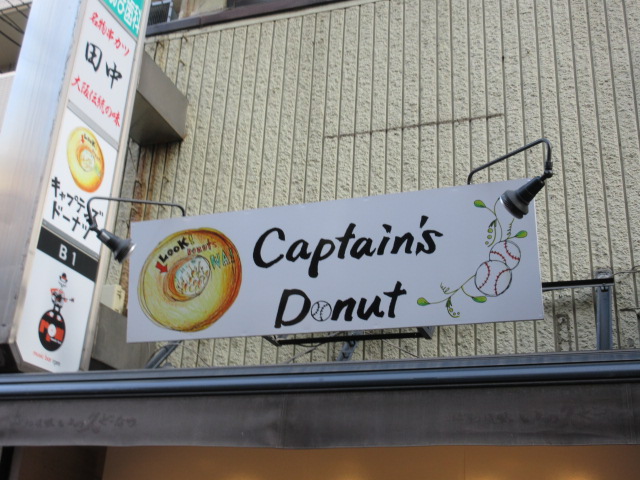 名物串カツ
田中
大阪伝統の味
キャプテンズ
ドーナツ
B1
LOOK!!
Captain's
Donut